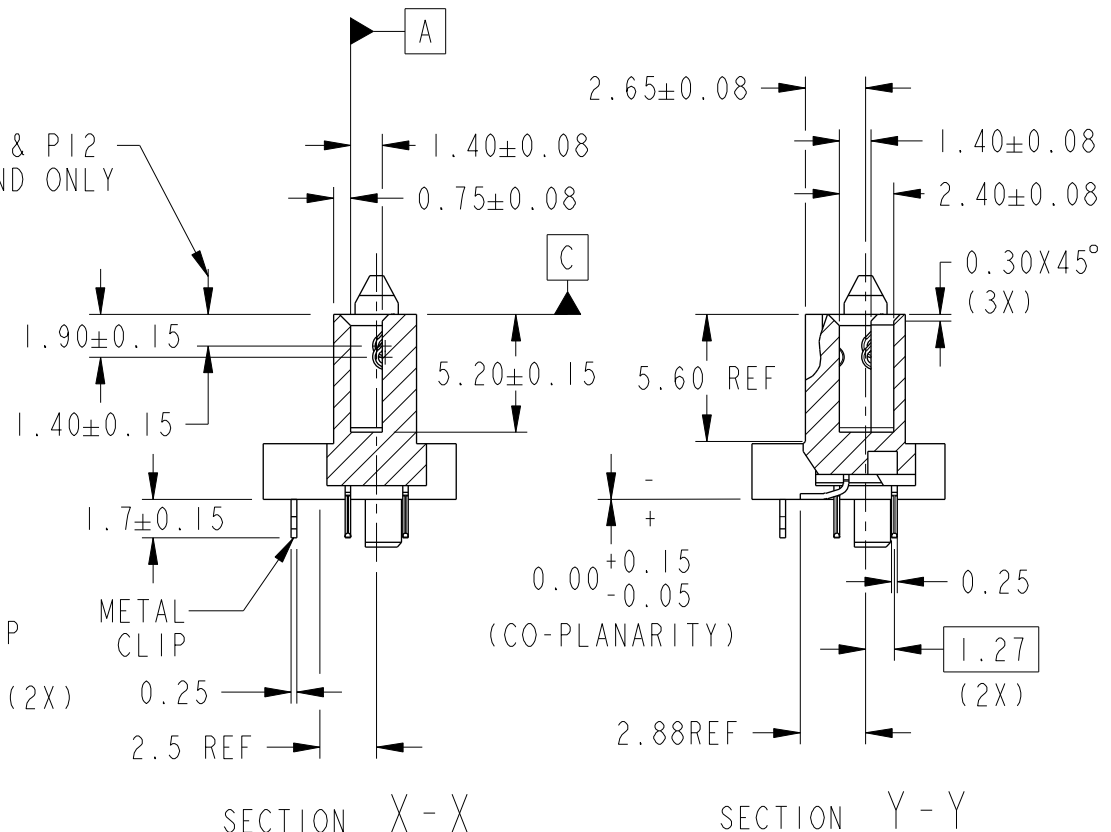 A
2.65±0.08
& P12
ND ONLY
1.40±0.08
0.75±0.08
1.40±0.08
2.40±0.08
C
0.30X45°
(3X)
1.90±0.15
5.20±0.15
5.60 REF
1.40±0.15
1.7±0.15
-
+
0.00 +0.15
-0.05
(CO-PLANARITY)
0.25
METAL
CLIP
P
(2X)
0.25
1.27
(2X)
2.5 REF
2.88REF
SECTION X-X
SECTION Y-Y